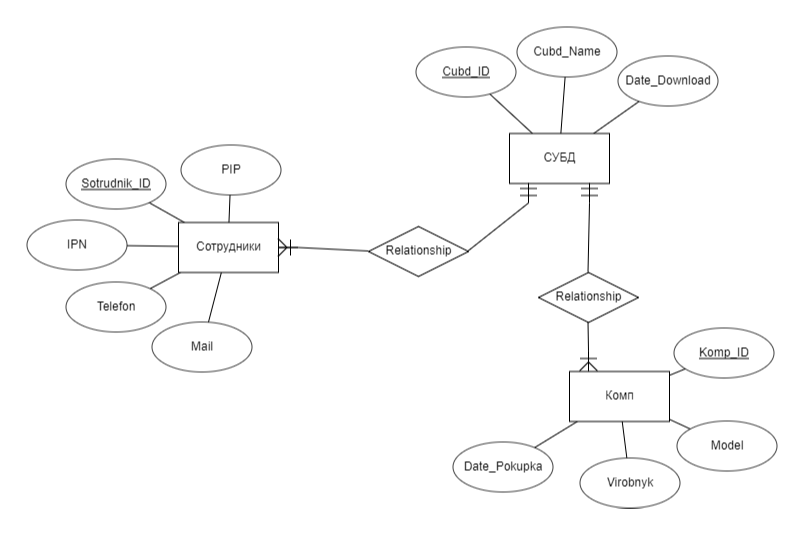 Cubd_Name
Cubd_ID
Date_Download
СУБД
PIP
Sotrudnik_ID
IPN
Сотрудники
Relationship
Telefon
Relationship
Mail
Komp_ID
Комп
Model
Date_Pokupka
Virobnyk